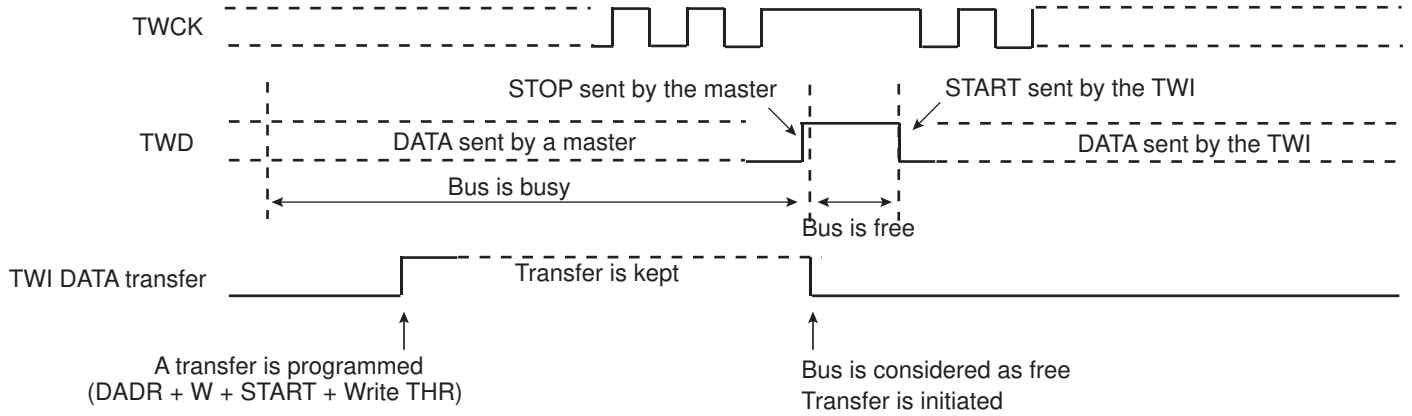 TWCK
STOP sent by the master
START sent by the TWI
TWD
DATA sent by a master
DATA sent by the TWI
Bus is busy
Bus is free
TWI DATA transfer
Transfer is kept
A transfer is programmed
(DADR + W + START + Write THR)
Bus is considered as free
Transfer is initiated